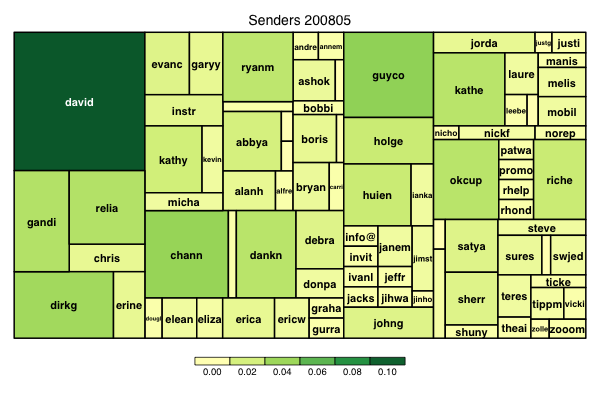 Senders 200805
david
gandi
relia
chris
dirkg
erine
evanc
garyy
instr
kathy
kevin
micha
ryanm
abbya
alanh
alfre
andre
annem
ashok
bobbi
boris
bryan
carri
chann
dankn
debra
donpa
dougl
elean
eliza
erica
ericw
graha
gurra
guyco
holge
huien
ianka
info@
invit
ivanl
jacks
janem
jeffr
jihwa
jimst
jinho
johng
jorda
justg
justi
kathe
laure
leebe
manis
melis
mobil
nicho
nickf
norep
okcup
patwa
promo
rhelp
rhond
riche
satya
sherr
shuny
steve
sures
swjed
teres
theai
ticke
tippm
vicki
zolle
zooom
0.00 0.02 0.04 0.06 0.08 0.10